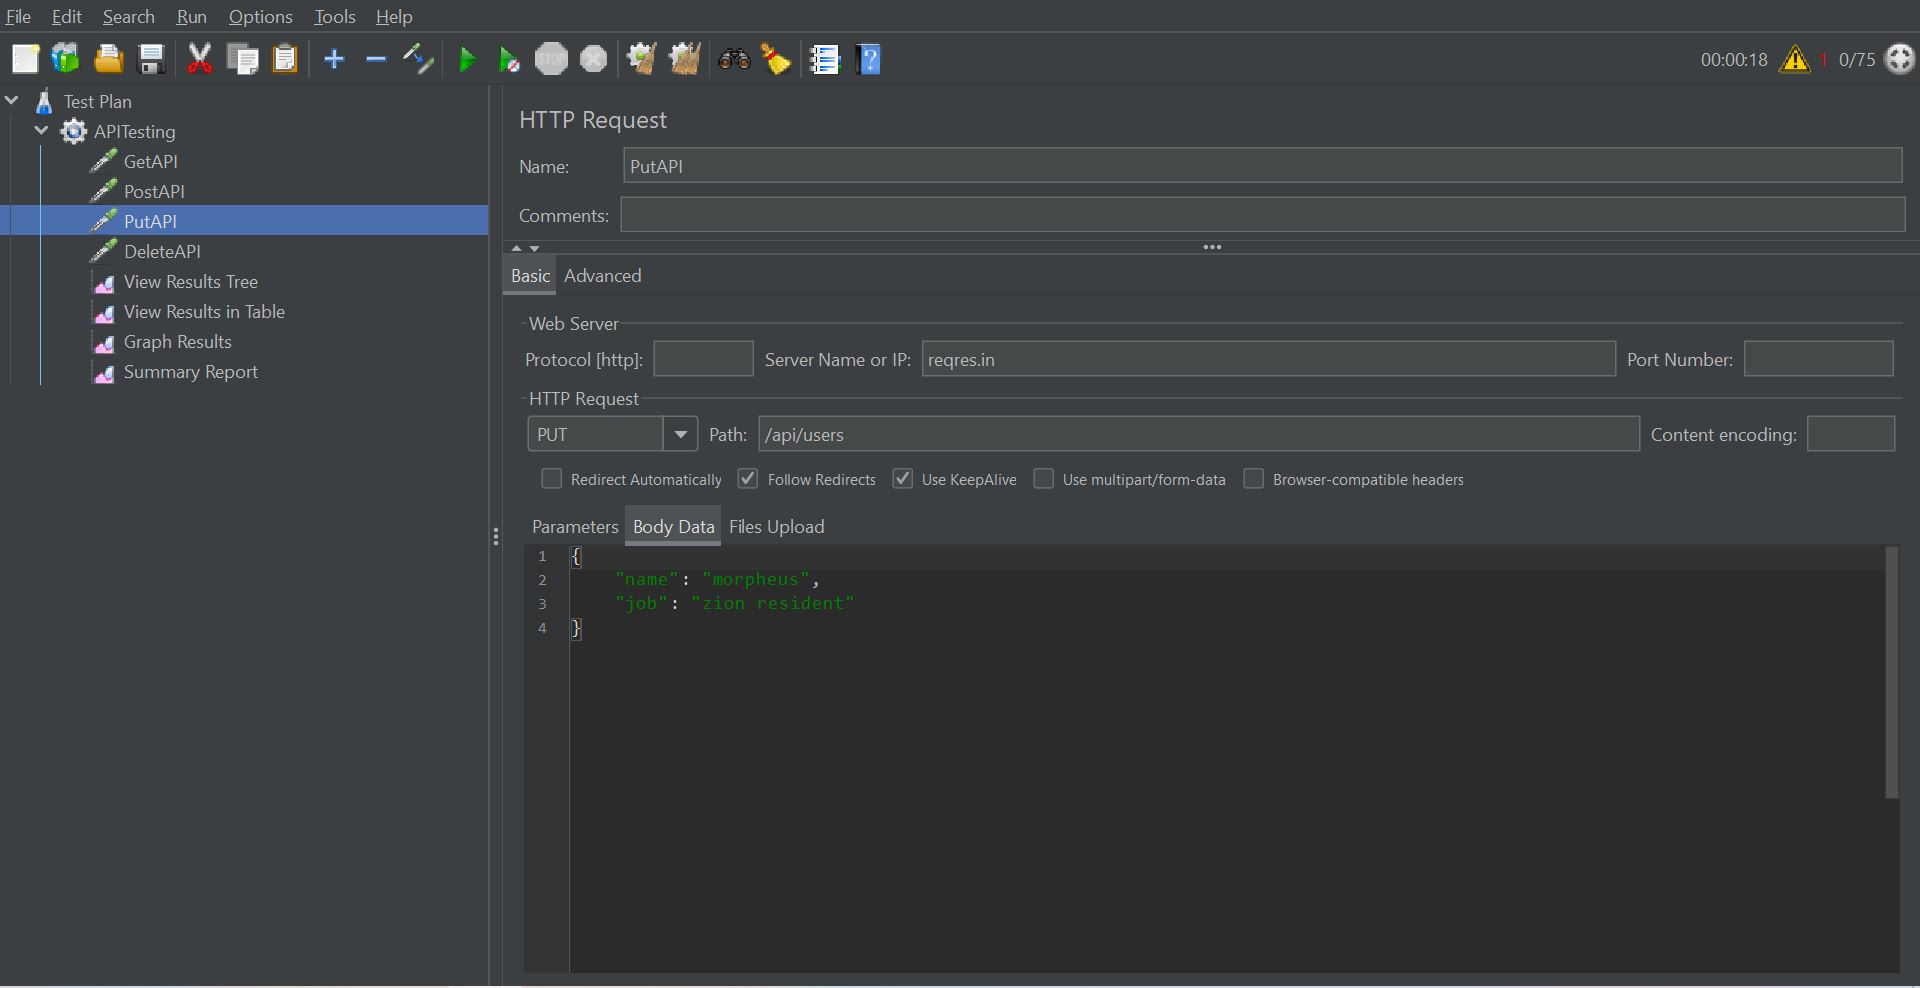 File Edit Search Run Options Tools Help
STOP
00:00:18 1 0/75
Test Plan
APITesting
GetAPI
PostAPI
PutAPI
DeleteAPI
View Results Tree
View Results in Table
Graph Results
Summary Report
HTTP Request
Name: PutAPI
Comments:
Basic Advanced
Web Server
Protocol [http]: Server Name or IP: reqres.in Port Number:
HTTP Request
PUT Path: /api/users Content encoding:
Redirect Automatically Follow Redirects Use KeepAlive Use multipart/form-data Browser-compatible headers
Parameters Body Data Files Upload
1 {
2 "name": "morpheus",
3 "job": "zion resident"
4 }